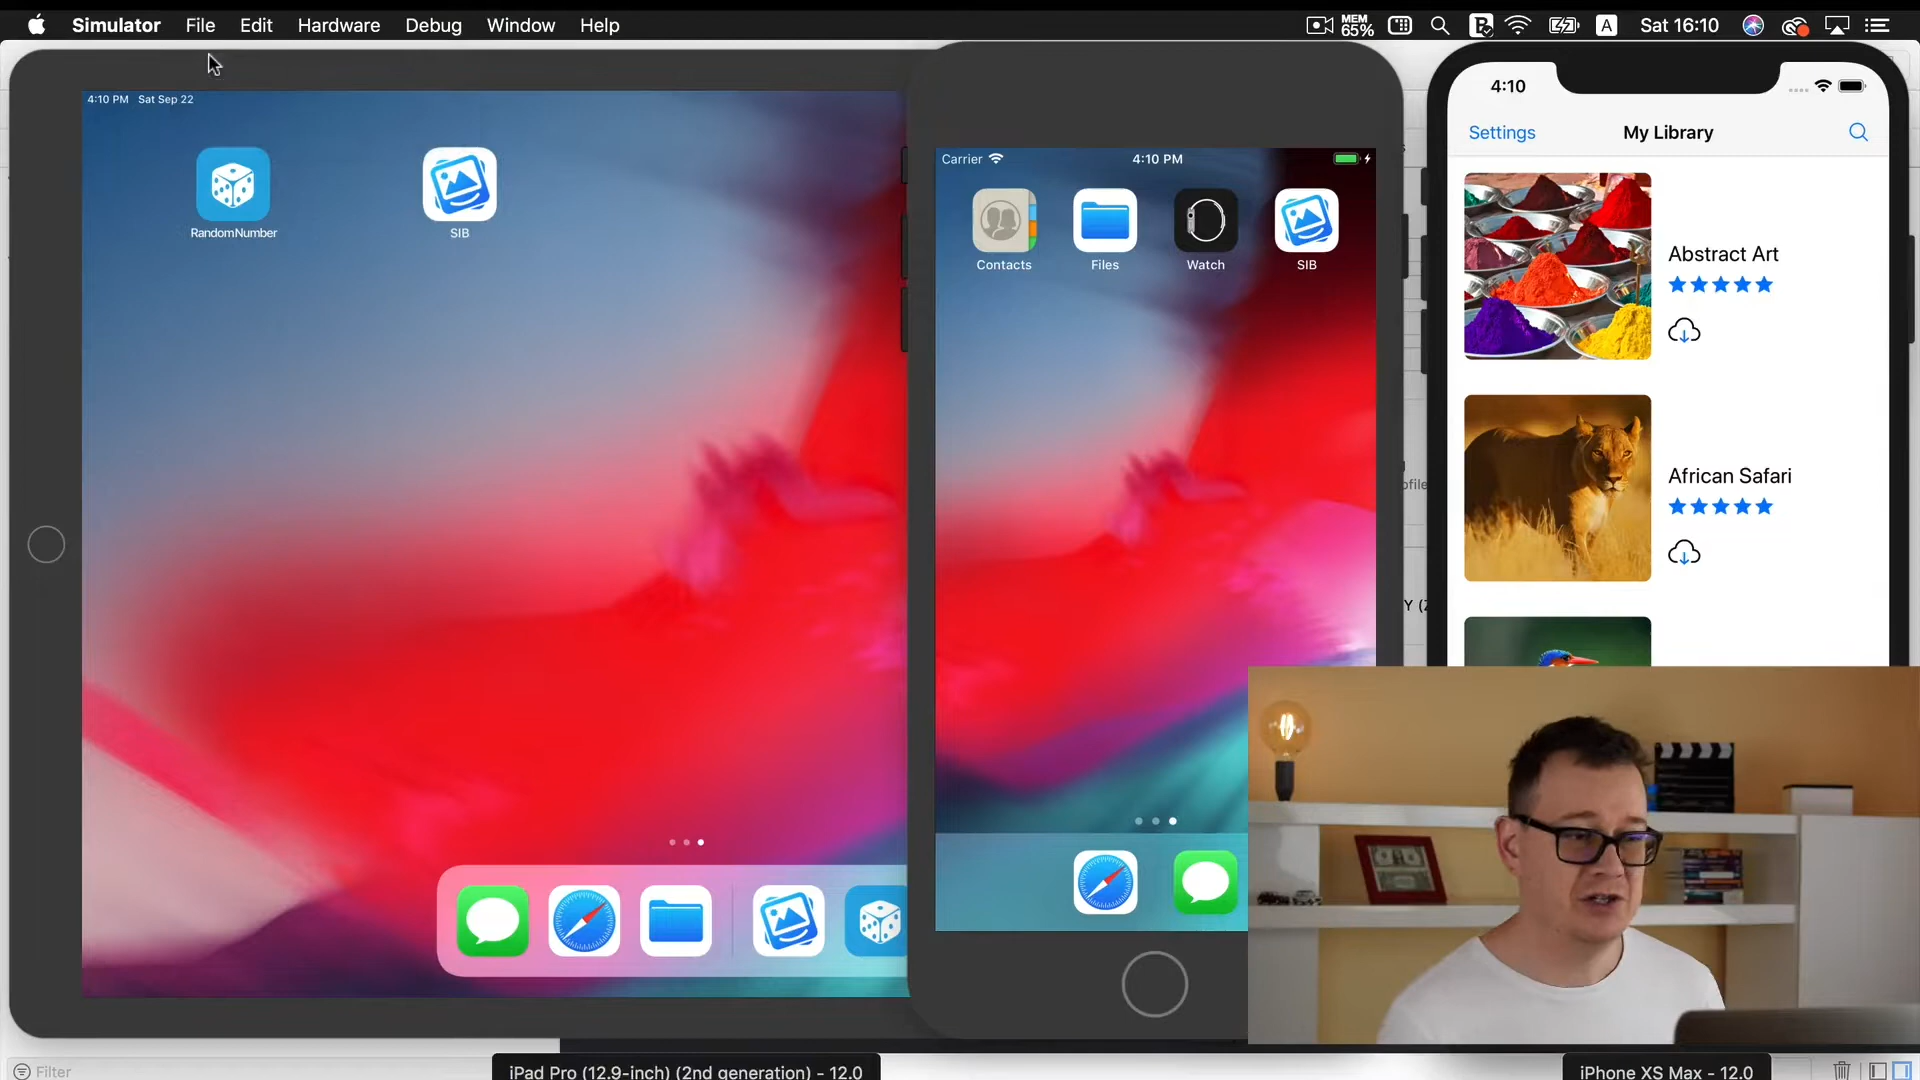 Simulator File Edit Hardware Debug Window Help
MEM 65%
A Sat 16:10
4:10 PM Sat Sep 22
RandomNumber
SIB
Carrier 4:10 PM
Contacts
Files
Watch
SIB
4:10
Settings My Library
Abstract Art
African Safari
ofile
Y (Z
Filter
iPad Pro (12.9-inch) (2nd generation) - 12.0
iPhone XS Max - 12.0